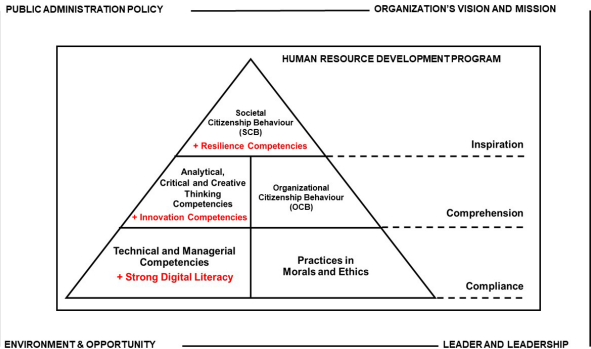 PUBLIC ADMINISTRATION POLICY
ORGANIZATION'S VISION AND MISSION
HUMAN RESOURCE DEVELOPMENT PROGRAM
Societal
Citizenship Behaviour
(SCB)
+ Resilience Competencies
Inspiration
Analytical,
Critical and Creative
Thinking
Competencies
+ Innovation Competencies
Organizational
Citizenship Behaviour
(OCB)
Comprehension
Technical and Managerial
Competencies
+ Strong Digital Literacy
Practices in
Morals and Ethics
Compliance
ENVIRONMENT & OPPORTUNITY
LEADER AND LEADERSHIP